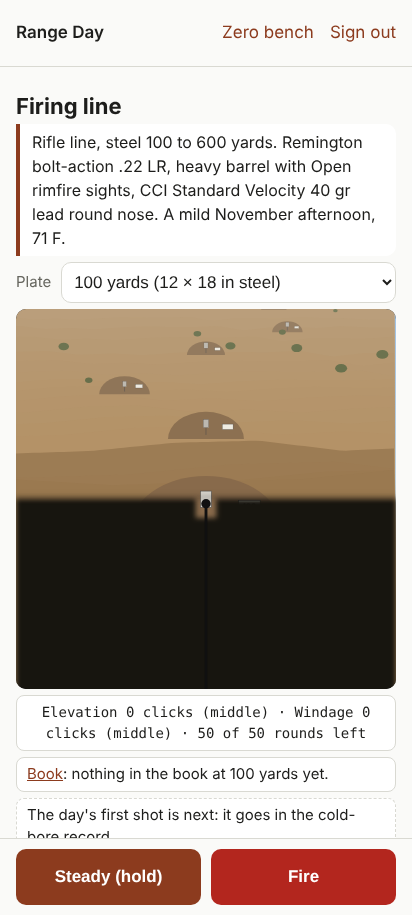 Range Day
Zero bench
Sign out
Firing line
Rifle line, steel 100 to 600 yards. Remington
bolt-action .22 LR, heavy barrel with Open
rimfire sights, CCI Standard Velocity 40 gr
lead round nose. A mild November afternoon,
71 F.
Plate
100 yards (12 × 18 in steel)
Elevation 0 clicks (middle) · Windage 0
clicks (middle) · 50 of 50 rounds left
Book: nothing in the book at 100 yards yet.
The day's first shot is next: it goes in the cold-
bore record
Steady (hold)
Fire